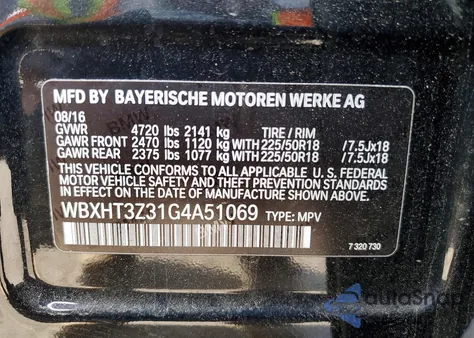 MFD BY BAYERISCHE MOTOREN WERKE AG
08/16
GVWR 4720 lbs 2141 kg TIRE / RIM
GAWR FRONT 2470 lbs 1120 kg WITH 225/50R18 /7.5Jx18
GAWR REAR 2375 lbs 1077 kg WITH 225/50R18 /7.5Jx18
THIS VEHICLE CONFORMS TO ALL APPLICABLE U.S. FEDERAL
MOTOR VEHICLE SAFETY, BUMPER, AND THEFT PREVENTION
STANDARDS IN EFFECT ON THE DATE OF MANUFACTURE
SHOWN ABOVE.
WBXHT3Z31G4A51069 TYPE: MPV
7 320 730
autoSnap